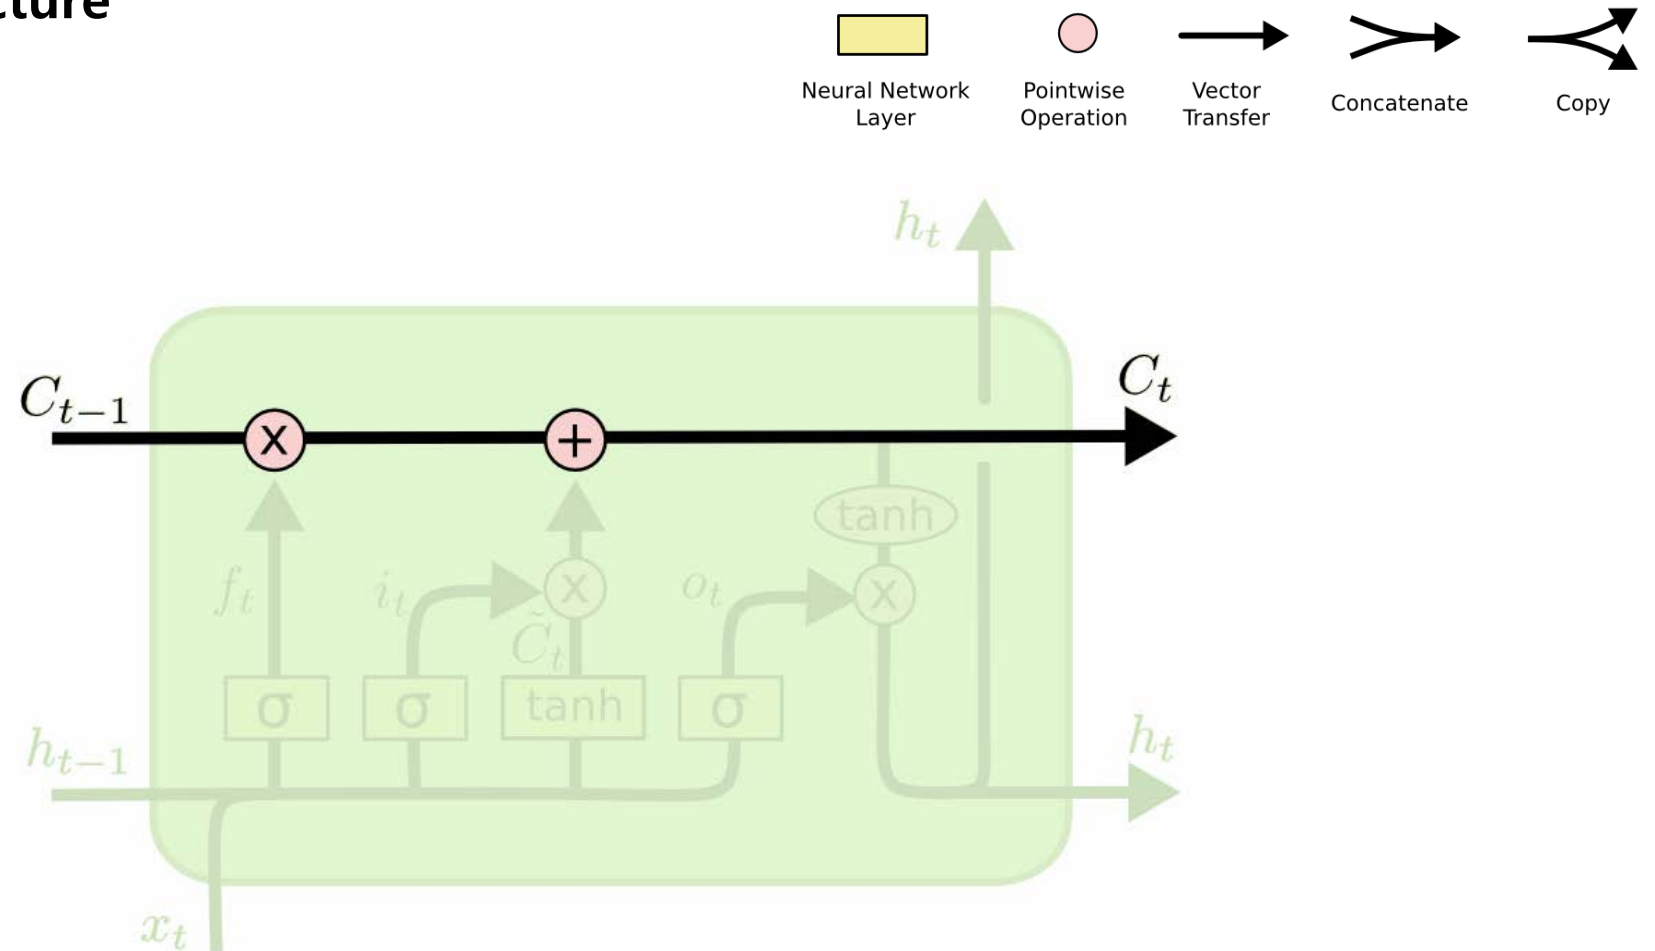 cture
Neural Network
Layer
Pointwise
Operation
Vector
Transfer
Concatenate
Copy
hₜ
Cₜ₋₁
x
+
Cₜ
tanh
fₜ
iₜ
x
oₜ
x
C̃ₜ
σ
σ
tanh
σ
hₜ₋₁
hₜ
xₜ